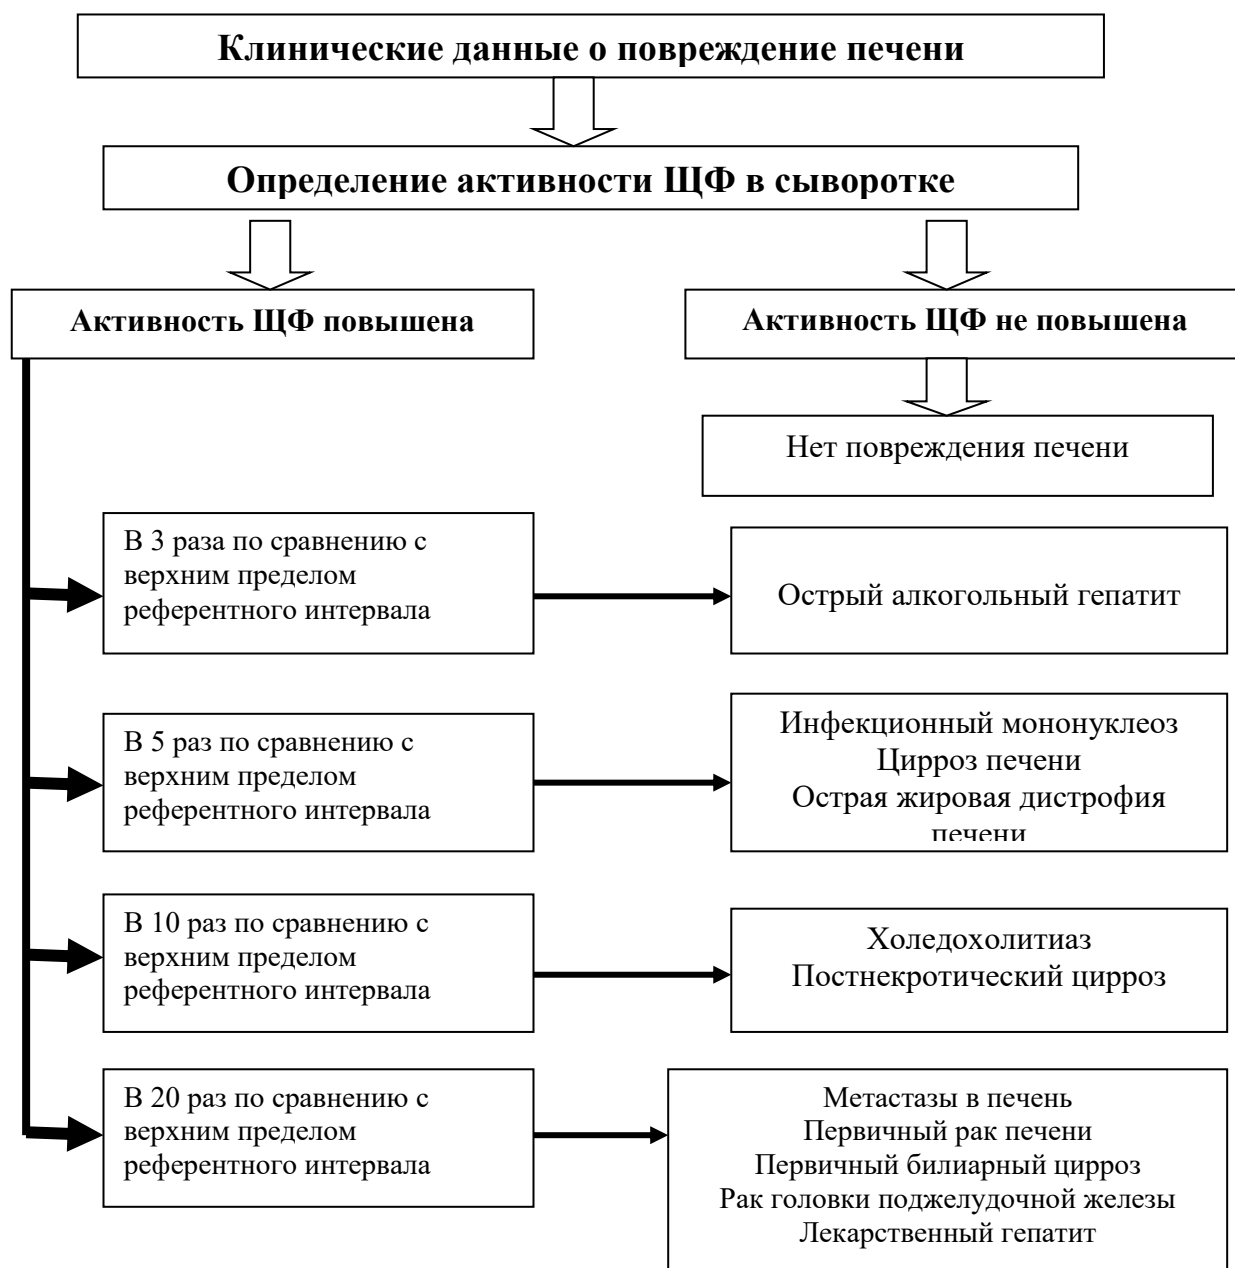 Клинические данные о повреждение печени
Определение активности ЩФ в сыворотке
Активность ЩФ повышена
Активность ЩФ не повышена
Нет повреждения печени
В 3 раза по сравнению с
верхним пределом
референтного интервала
Острый алкогольный гепатит
В 5 раз по сравнению с
верхним пределом
референтного интервала
Инфекционный мононуклеоз
Цирроз печени
Острая жировая дистрофия
печени
В 10 раз по сравнению с
верхним пределом
референтного интервала
Холедохолитиаз
Постнекротический цирроз
В 20 раз по сравнению с
верхним пределом
референтного интервала
Метастазы в печень
Первичный рак печени
Первичный билиарный цирроз
Рак головки поджелудочной железы
Лекарственный гепатит